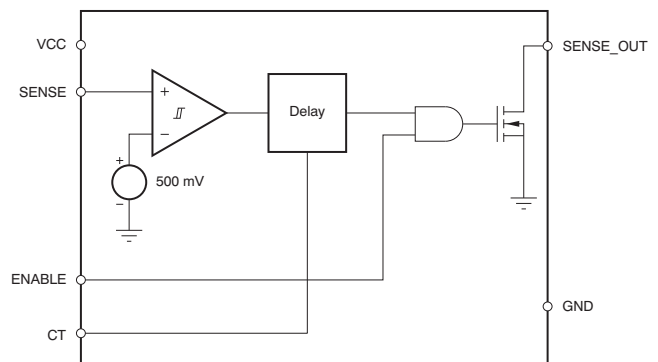 VCC
SENSE_OUT
SENSE
+
−
Delay
+
500 mV
−
ENABLE
GND
CT